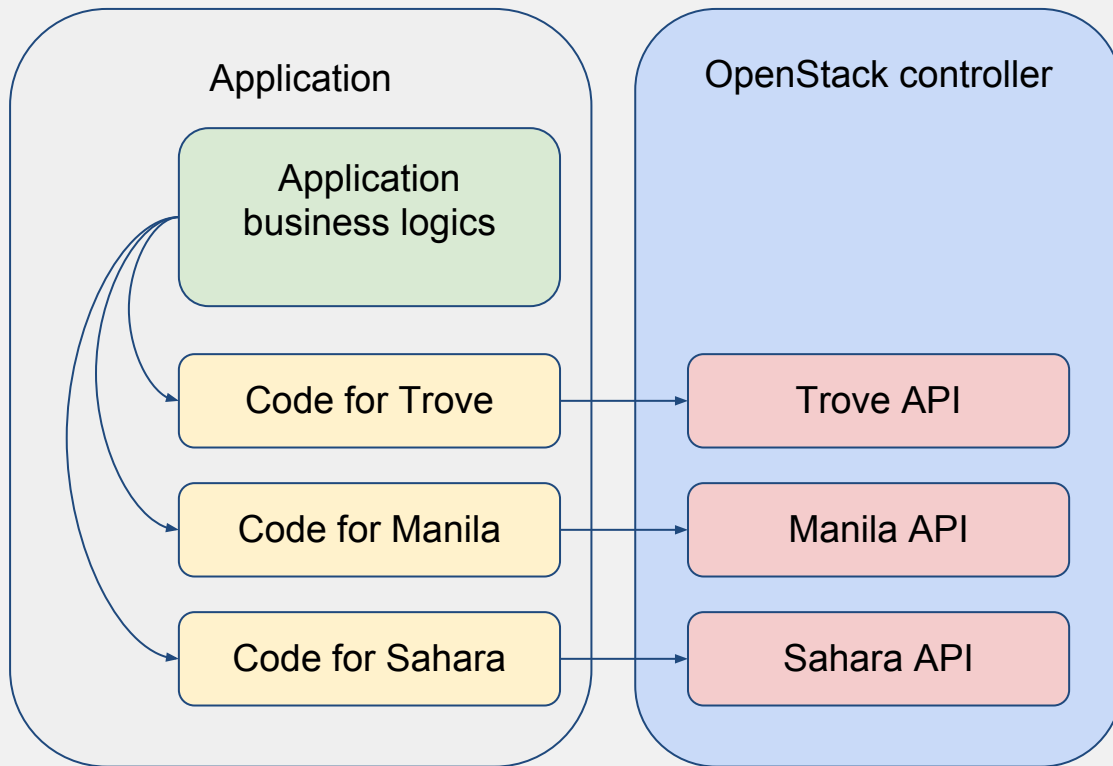 Application
OpenStack controller
Application
business logics
Code for Trove
Trove API
Code for Manila
Manila API
Code for Sahara
Sahara API